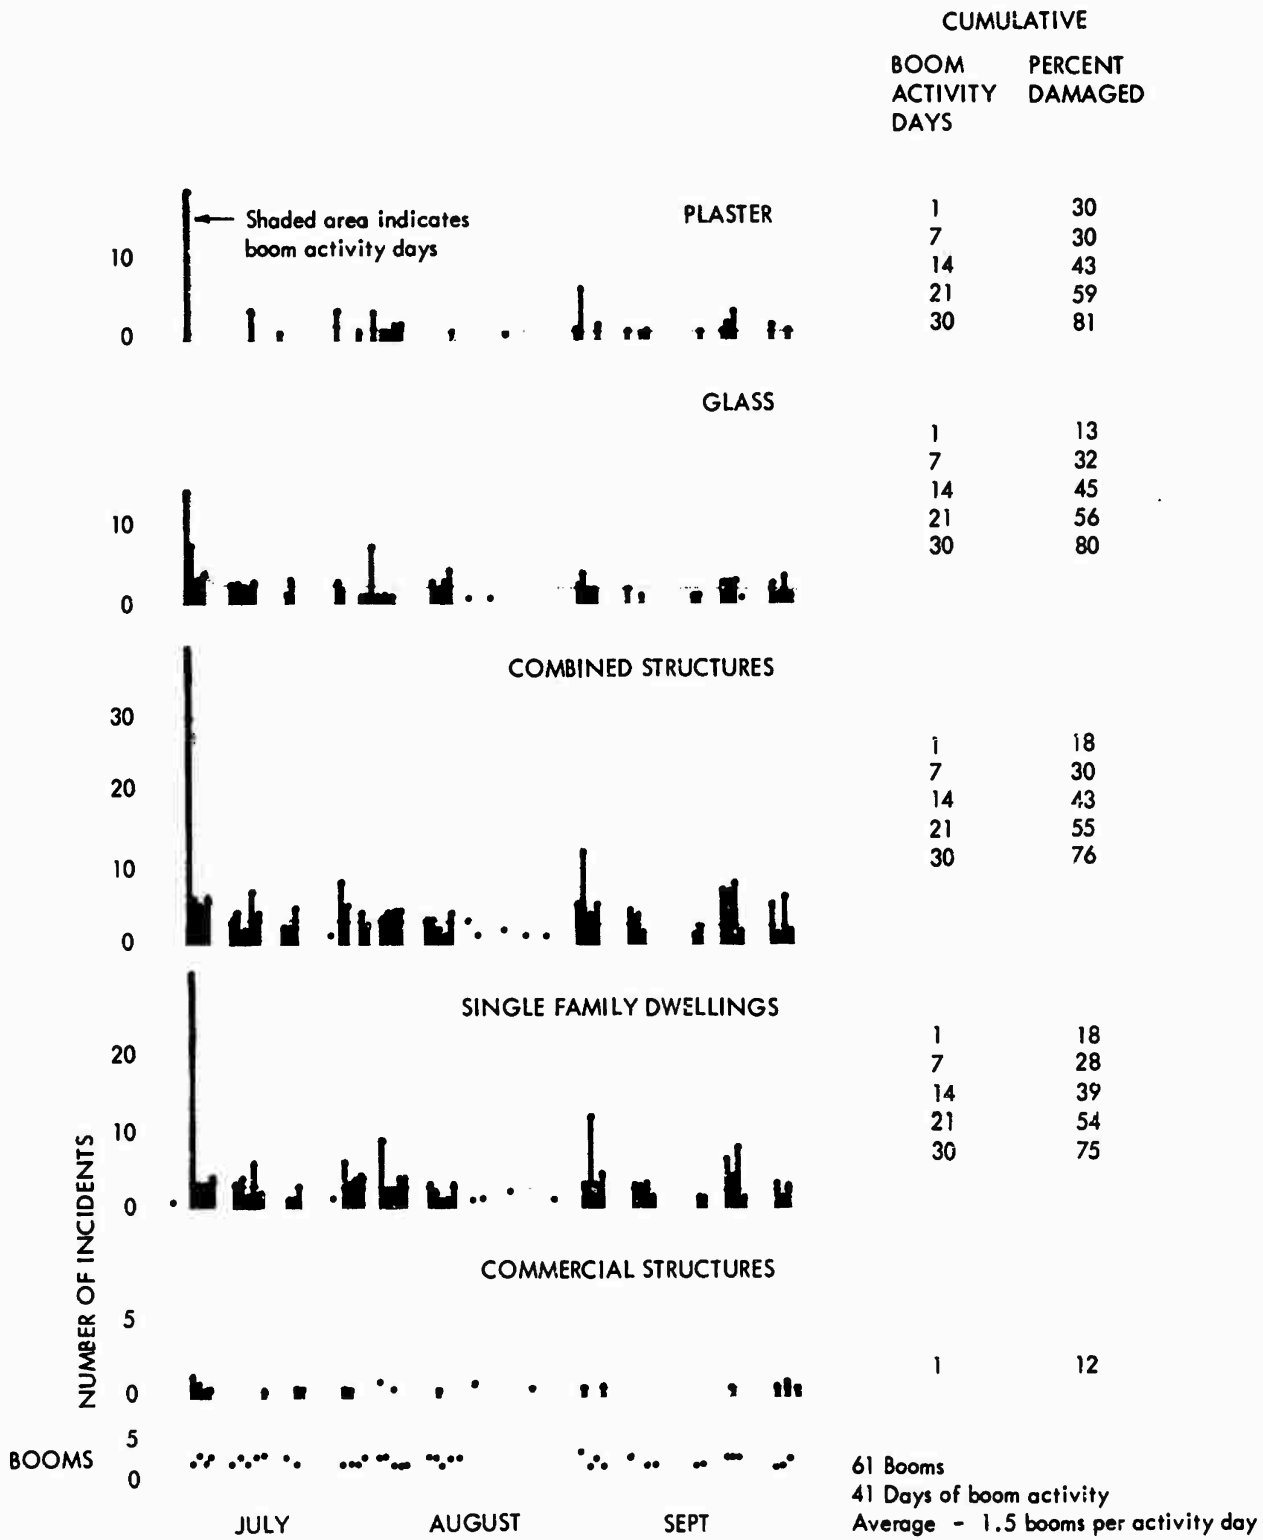 CUMULATIVE
BOOM ACTIVITY DAYS
PERCENT DAMAGED
Shaded area indicates
boom activity days
PLASTER
10
0
1 30
7 30
14 43
21 59
30 81
GLASS
10
0
1 13
7 32
14 45
21 56
30 80
COMBINED STRUCTURES
30
20
10
0
1 18
7 30
14 43
21 55
30 76
SINGLE FAMILY DWELLINGS
20
10
0
1 18
7 28
14 39
21 54
30 75
NUMBER OF INCIDENTS
COMMERCIAL STRUCTURES
5
0
1 12
BOOMS
5
0
JULY AUGUST SEPT
61 Booms
41 Days of boom activity
Average - 1.5 booms per activity day